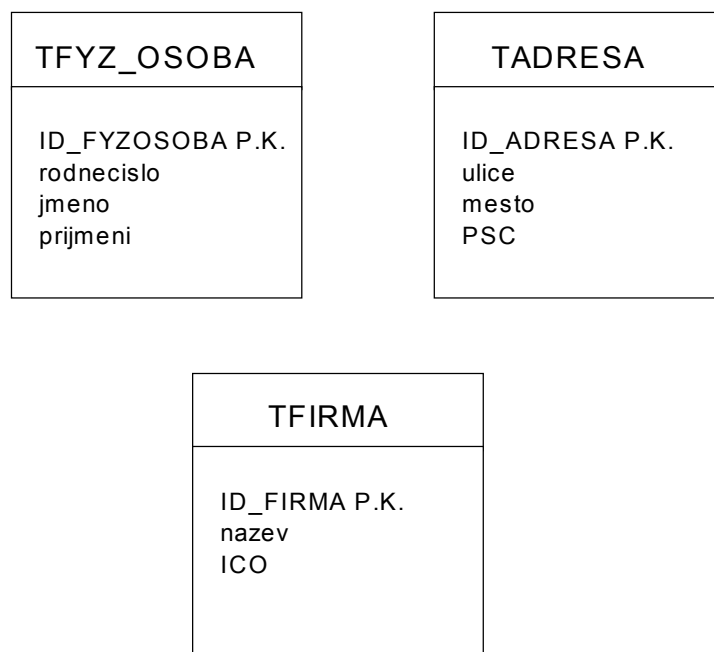 TFYZ_OSOBA
ID_FYZOSOBA P.K.
rodnecislo
jmeno
prijmeni
TADRESA
ID_ADRESA P.K.
ulice
mesto
PSC
TFIRMA
ID_FIRMA P.K.
nazev
ICO